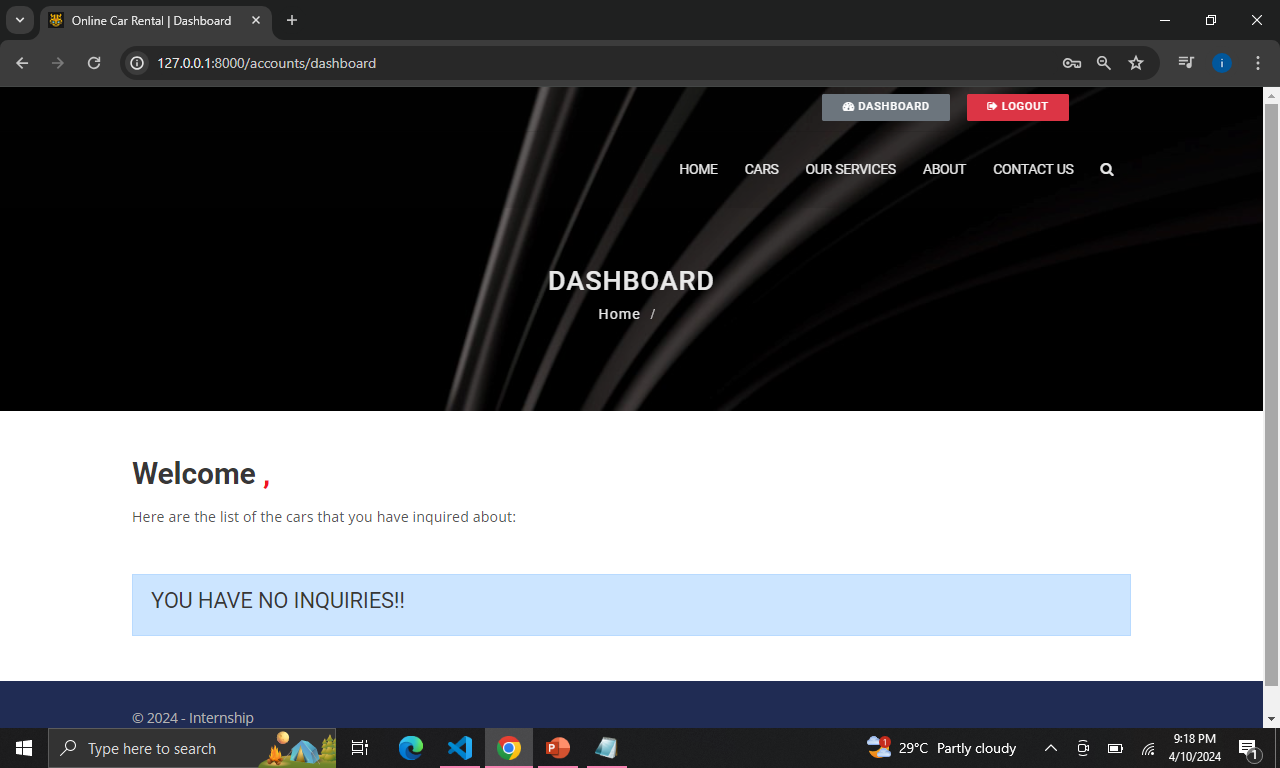 Online Car Rental | Dashboard
127.0.0.1:8000/accounts/dashboard
i
DASHBOARD
LOGOUT
HOME CARS OUR SERVICES ABOUT CONTACT US
DASHBOARD
Home /
Welcome ,
Here are the list of the cars that you have inquired about:
YOU HAVE NO INQUIRIES!!
© 2024 - Internship
Type here to search
1
29°C Partly cloudy
9:18 PM
4/10/2024
1